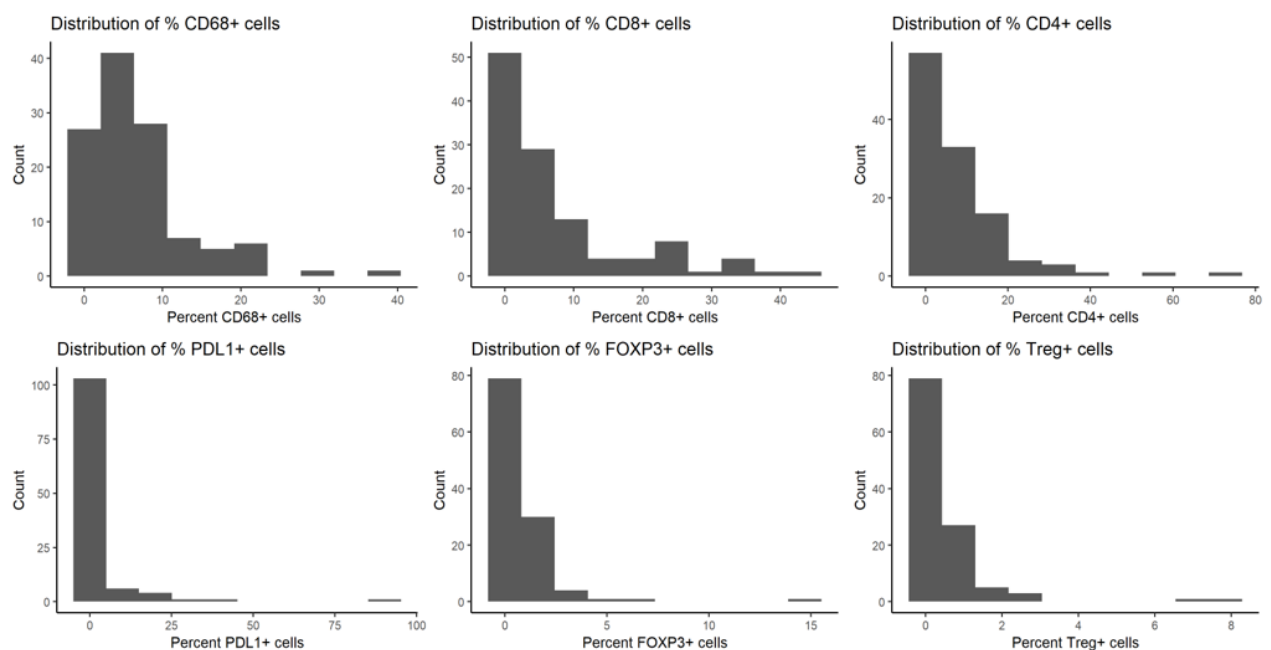 Distribution of % CD68+ cells
Count
40
30
20
10
0
0 10 20 30 40
Percent CD68+ cells
Distribution of % CD8+ cells
Count
50
40
30
20
10
0
0 10 20 30 40
Percent CD8+ cells
Distribution of % CD4+ cells
Count
40
20
0
0 20 40 60 80
Percent CD4+ cells
Distribution of % PDL1+ cells
Count
100
75
50
25
0
0 25 50 75 100
Percent PDL1+ cells
Distribution of % FOXP3+ cells
Count
80
60
40
20
0
0 5 10 15
Percent FOXP3+ cells
Distribution of % Treg+ cells
Count
80
60
40
20
0
0 2 4 6 8
Percent Treg+ cells